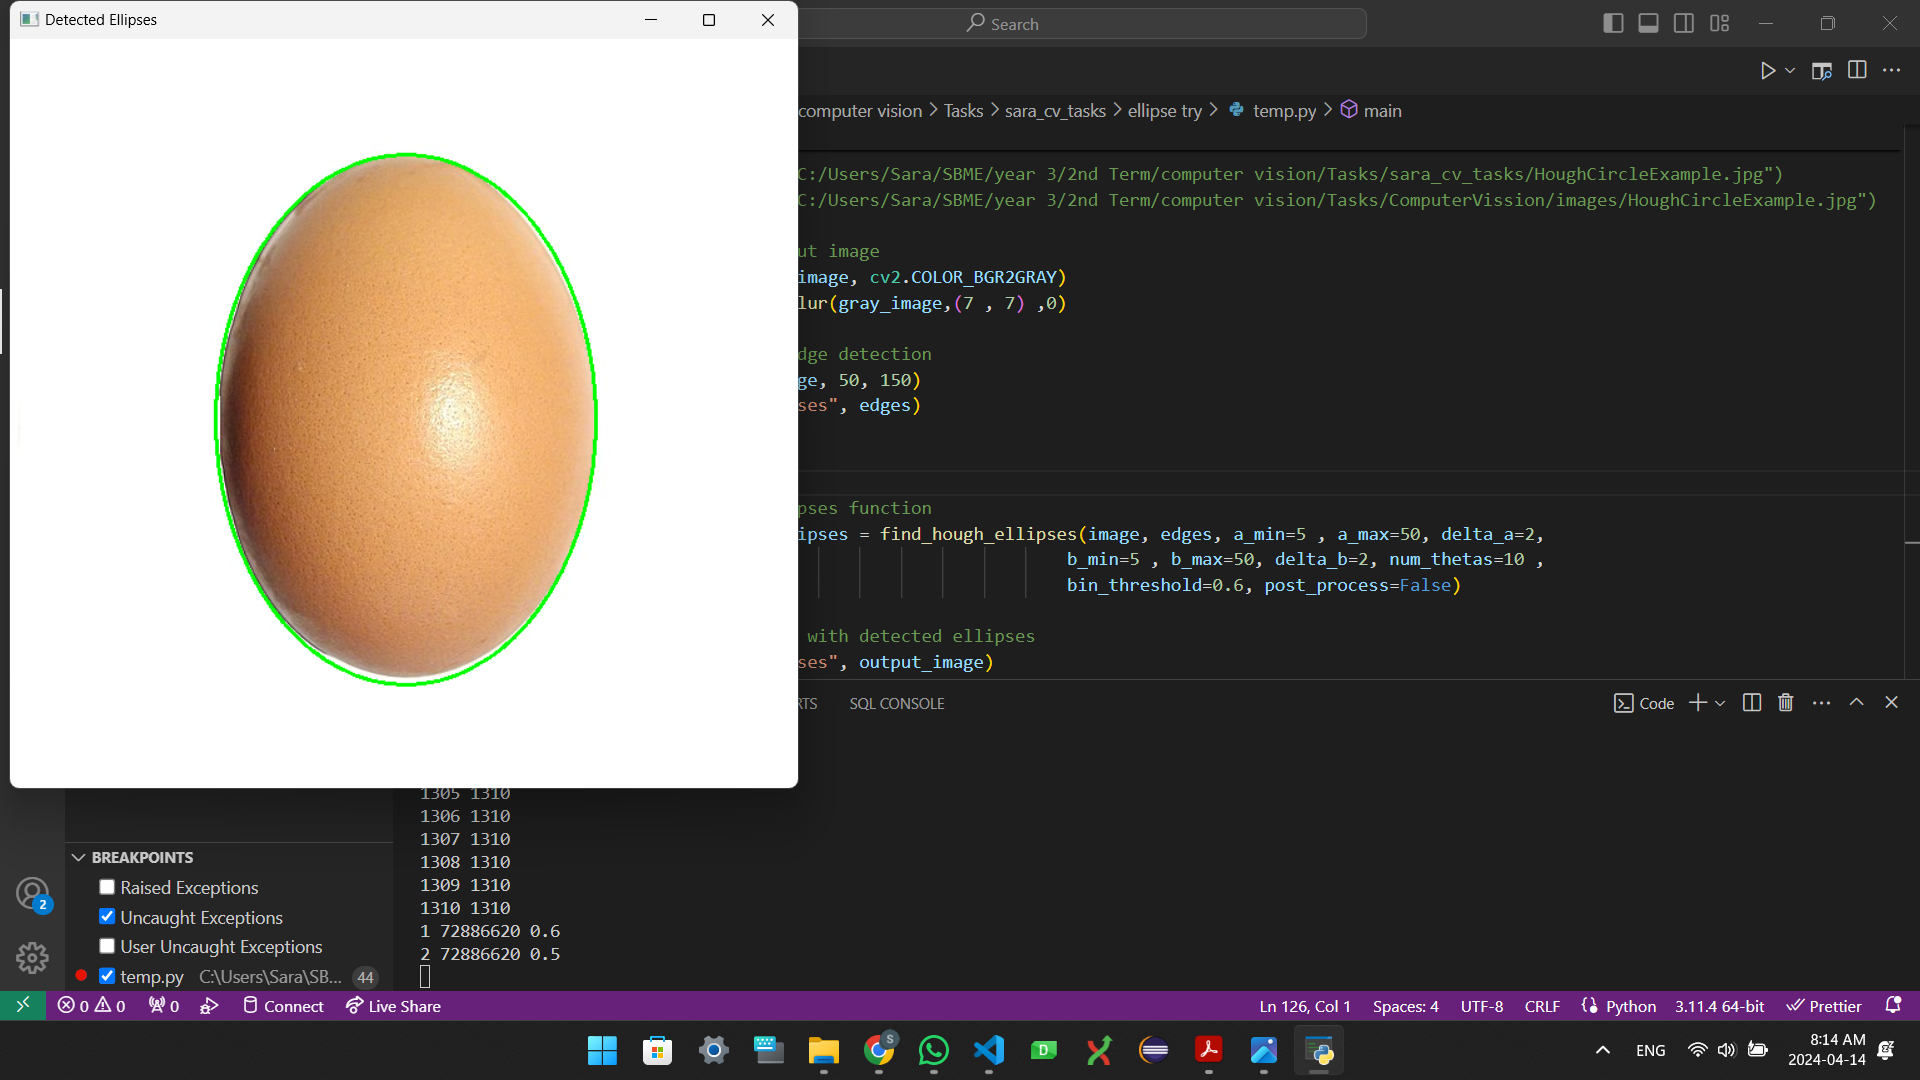 Detected Ellipses
Search
computer vision > Tasks > sara_cv_tasks > ellipse try > temp.py > main
C:/Users/Sara/SBME/year 3/2nd Term/computer vision/Tasks/sara_cv_tasks/HoughCircleExample.jpg")
C:/Users/Sara/SBME/year 3/2nd Term/computer vision/Tasks/ComputerVission/images/HoughCircleExample.jpg")
ut image
image, cv2.COLOR_BGR2GRAY)
lur(gray_image,(7 , 7) ,0)
dge detection
ge, 50, 150)
ses", edges)
pses function
ipses = find_hough_ellipses(image, edges, a_min=5 , a_max=50, delta_a=2,
b_min=5 , b_max=50, delta_b=2, num_thetas=10 ,
bin_threshold=0.6, post_process=False)
with detected ellipses
ses", output_image)
RTS SQL CONSOLE
Code
1305 1310
1306 1310
1307 1310
1308 1310
1309 1310
1310 1310
1 72886620 0.6
2 72886620 0.5
BREAKPOINTS
Raised Exceptions
Uncaught Exceptions
User Uncaught Exceptions
temp.py C:\Users\Sara\SB... 44
2
0 0 0 Connect Live Share
Ln 126, Col 1 Spaces: 4 UTF-8 CRLF Python 3.11.4 64-bit Prettier
S
D
ENG
8:14 AM
2024-04-14